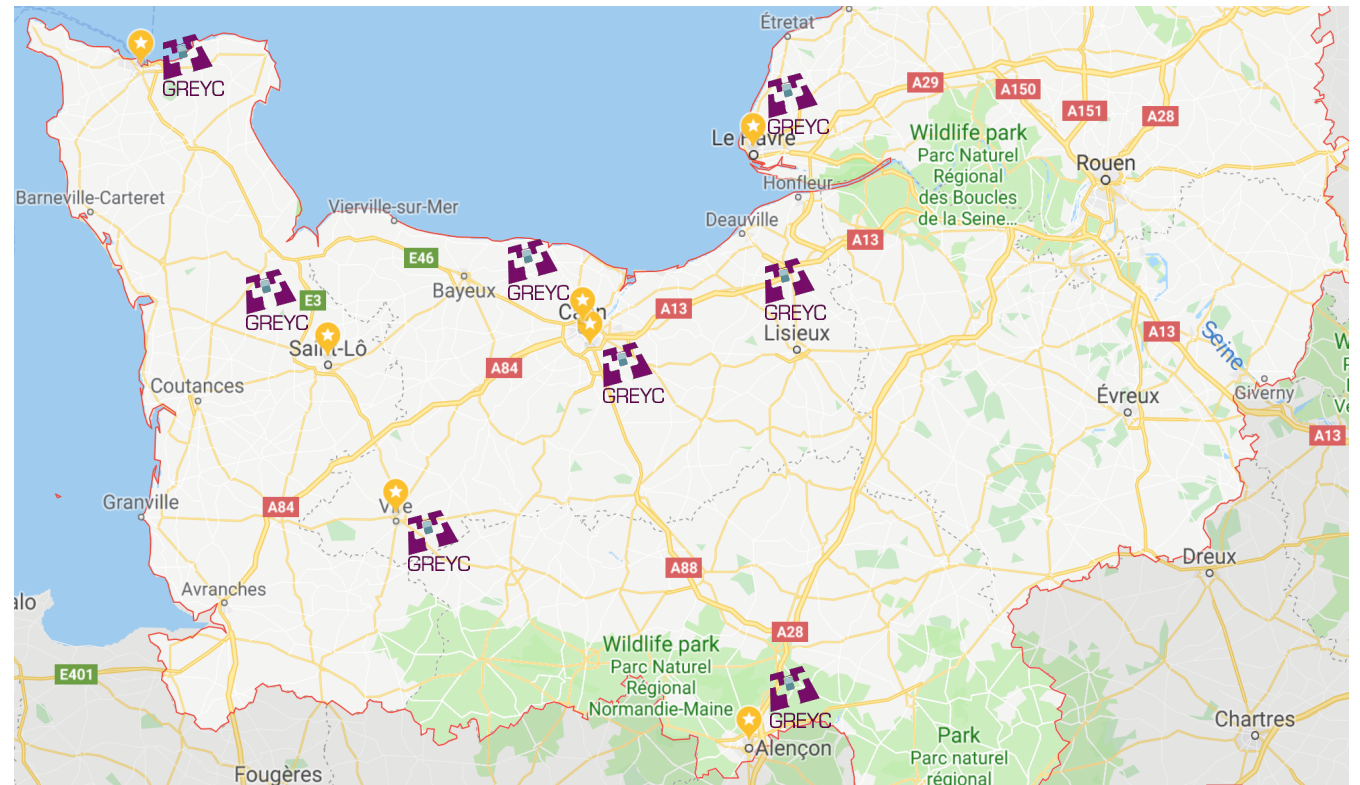 Étretat
GREYC
A29
A150
A151
A28
GREYC
Le Havre
Wildlife park
Parc Naturel
Régional
des Boucles
de la Seine...
Rouen
Barneville-Carteret
Vierville-sur-Mer
Honfleur
Deauville
A13
E46
Bayeux
GREYC
GREYC
E3
GREYC
Caen
A13
Lisieux
A13
Seine
Saint-Lô
A84
GREYC
Coutances
Évreux
Giverny
A13
Granville
A84
Vire
GREYC
Dreux
A88
Avranches
alo
A28
Wildlife park
Parc Naturel
Régional
Normandie-Maine
E401
GREYC
Alençon
Park
Parc naturel
régional
Chartres
Fougères